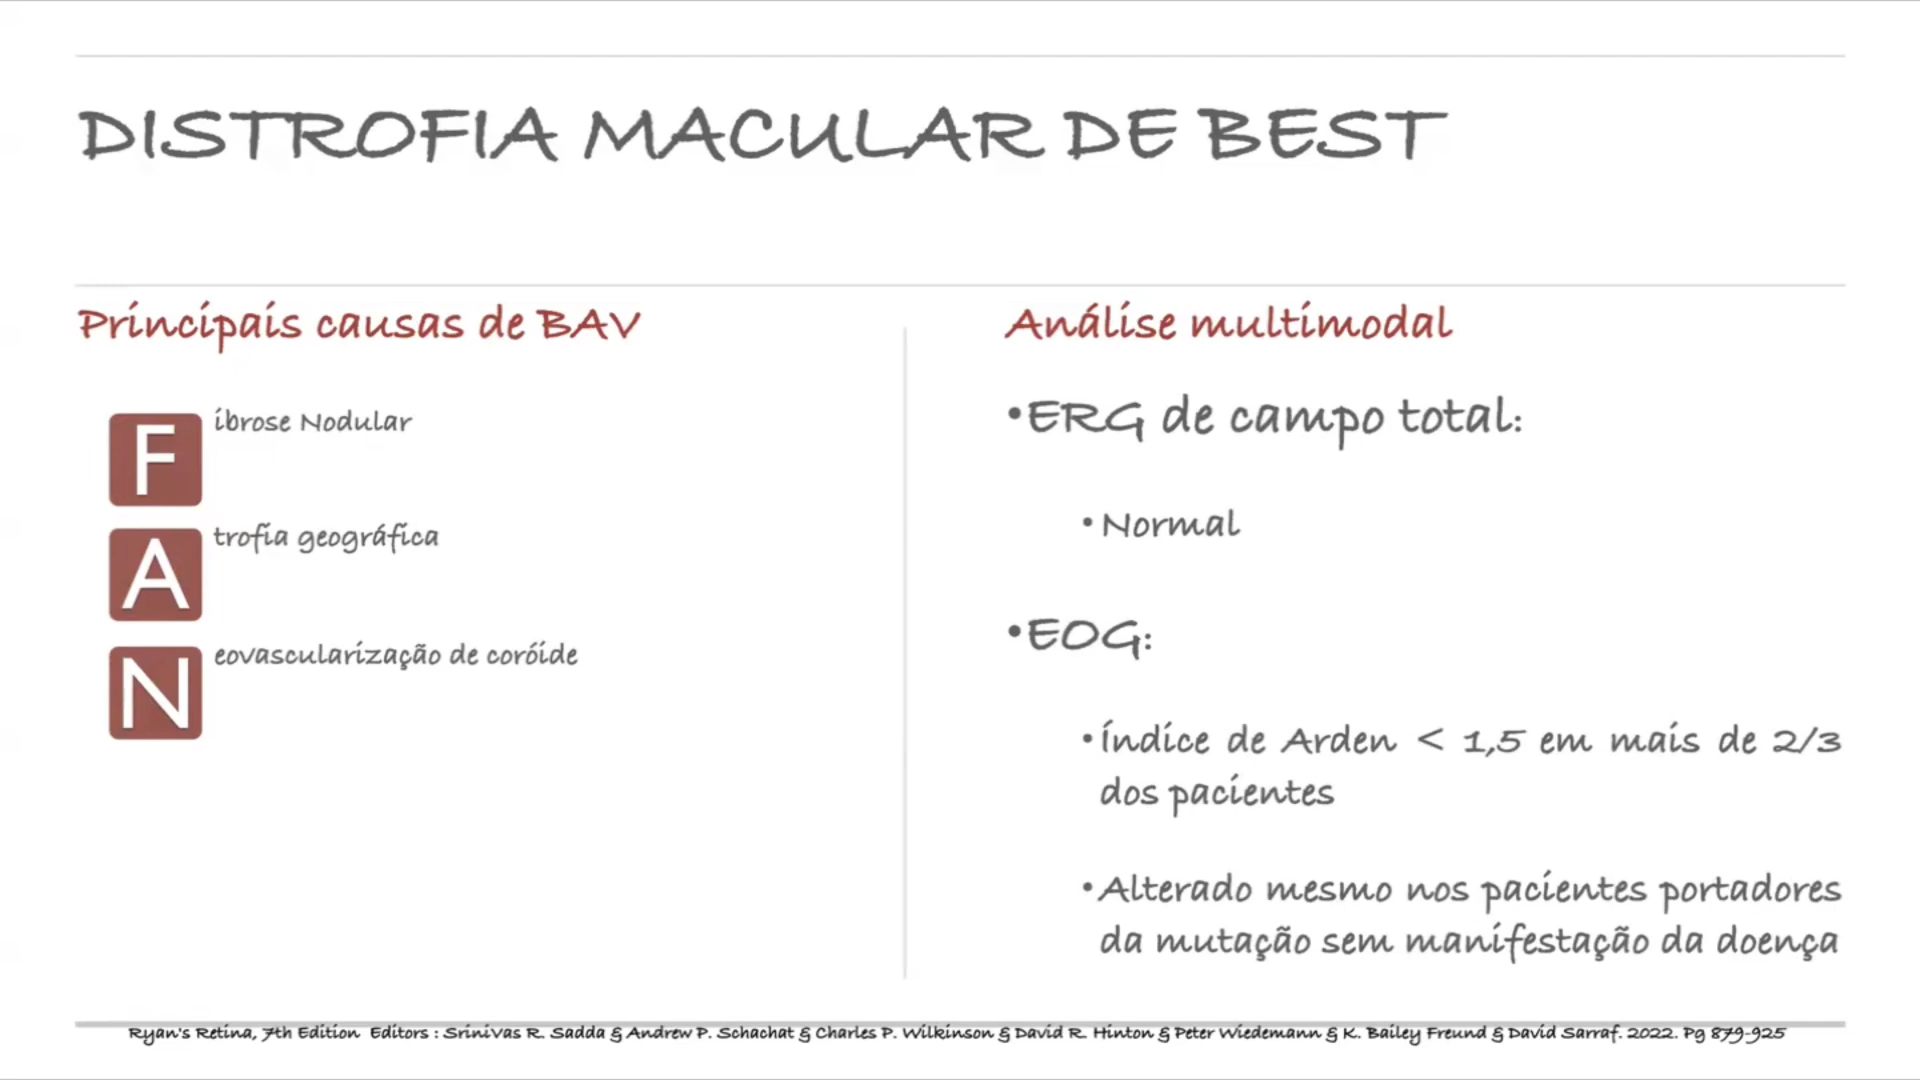 DISTROFIA MACULAR DE BEST
Principais causas de BAV
Fibrose Nodular
Atrofia geográfica
Neovascularização de coróide
Análise multimodal
•ERG de campo total:
•Normal
•EOG:
•Índice de Arden < 1,5 em mais de 2/3
dos pacientes
•Alterado mesmo nos pacientes portadores
da mutação sem manifestação da doença
Ryan's Retina, 7th Edition Editors : SriniVas R. Sadda & Andrew P. Schachat & Charles P. Wilkinson & David R. Hinton & Peter Wiedemann & K. Bailey Freund & David Sarraf. 2022. Pg 879-925